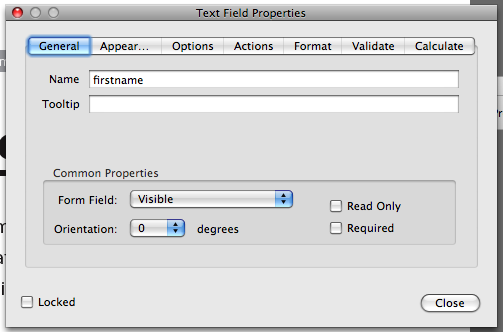 Text Field Properties
General Appear... Options Actions Format Validate Calculate
Name firstname
Tooltip
Common Properties
Form Field: Visible
Read Only
Orientation: 0 degrees
Required
Locked
Close